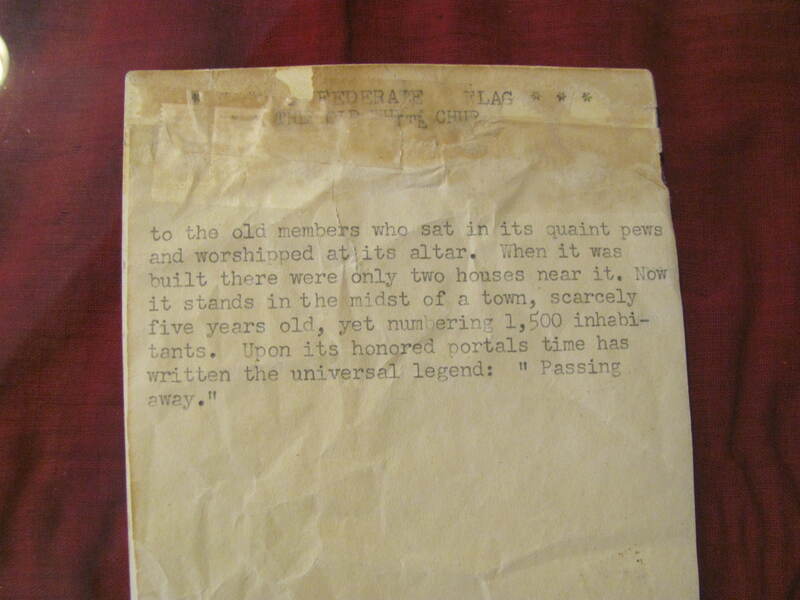 FLAG * * *
THE OLD WHITE
to the old members who sat in its quaint pews
and worshipped at its altar. When it was
built there were only two houses near it. Now
it stands in the midst of a town, scarcely
five years old, yet numbering 1,500 inhabi-
tants. Upon its honored portals time has
written the universal legend: " Passing
away."